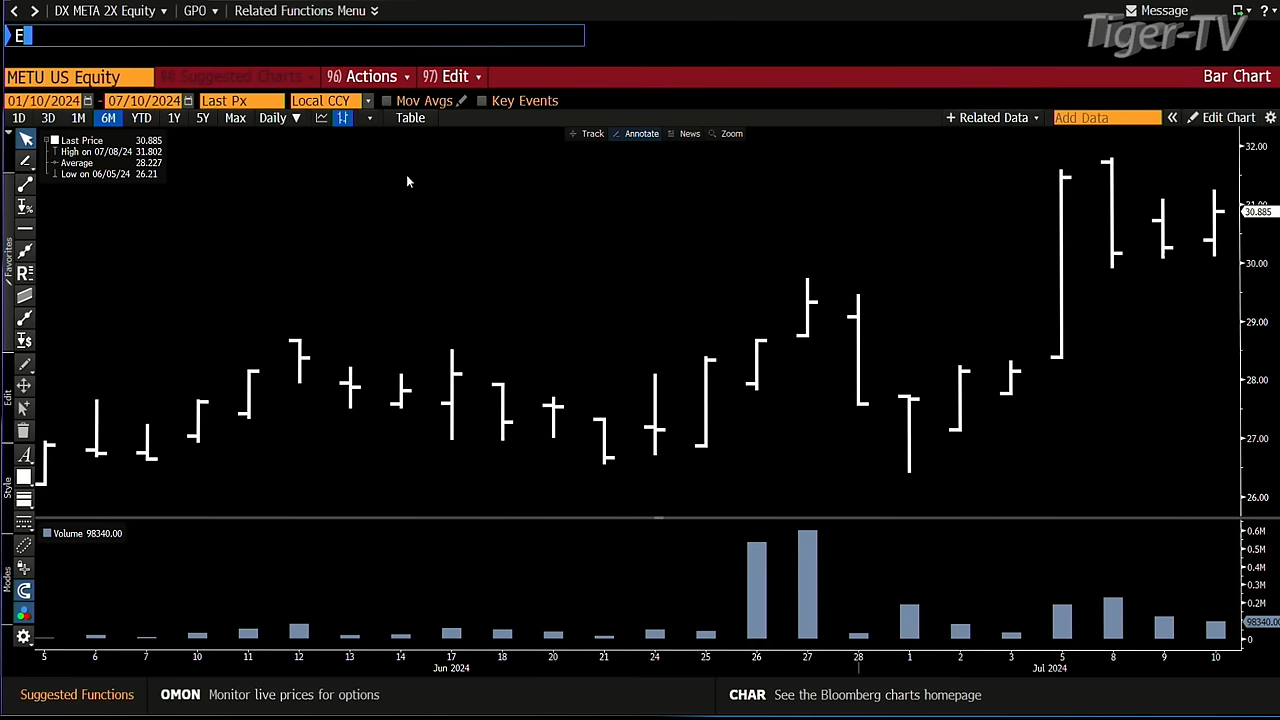 DX META 2X Equity GPO Related Functions Menu Message ?
Tiger-TV
E
METU US Equity 98) Suggested Charts 96) Actions 97) Edit Bar Chart
01/10/2024 - 07/10/2024 Last Px Local CCY Mov Avgs Key Events
1D 3D 1M 6M YTD 1Y 5Y Max Daily ▼ Table + Related Data Add Data « Edit Chart
Track Annotate News Zoom
Last Price 30.885
High on 07/08/24 31.802
Average 28.227
Low on 06/05/24 26.21
32.00
31.00
30.885
30.00
29.00
28.00
27.00
26.00
Favorites
Edit
Style
Modes
Volume 98340.00
0.6M
0.5M
0.4M
0.3M
0.2M
98340.00
0
5 6 7 10 11 12 13 14 17 18 20 21 24 25 26 27 28 1 2 3 5 8 9 10
Jun 2024 Jul 2024
Suggested Functions OMON Monitor live prices for options CHAR See the Bloomberg charts homepage